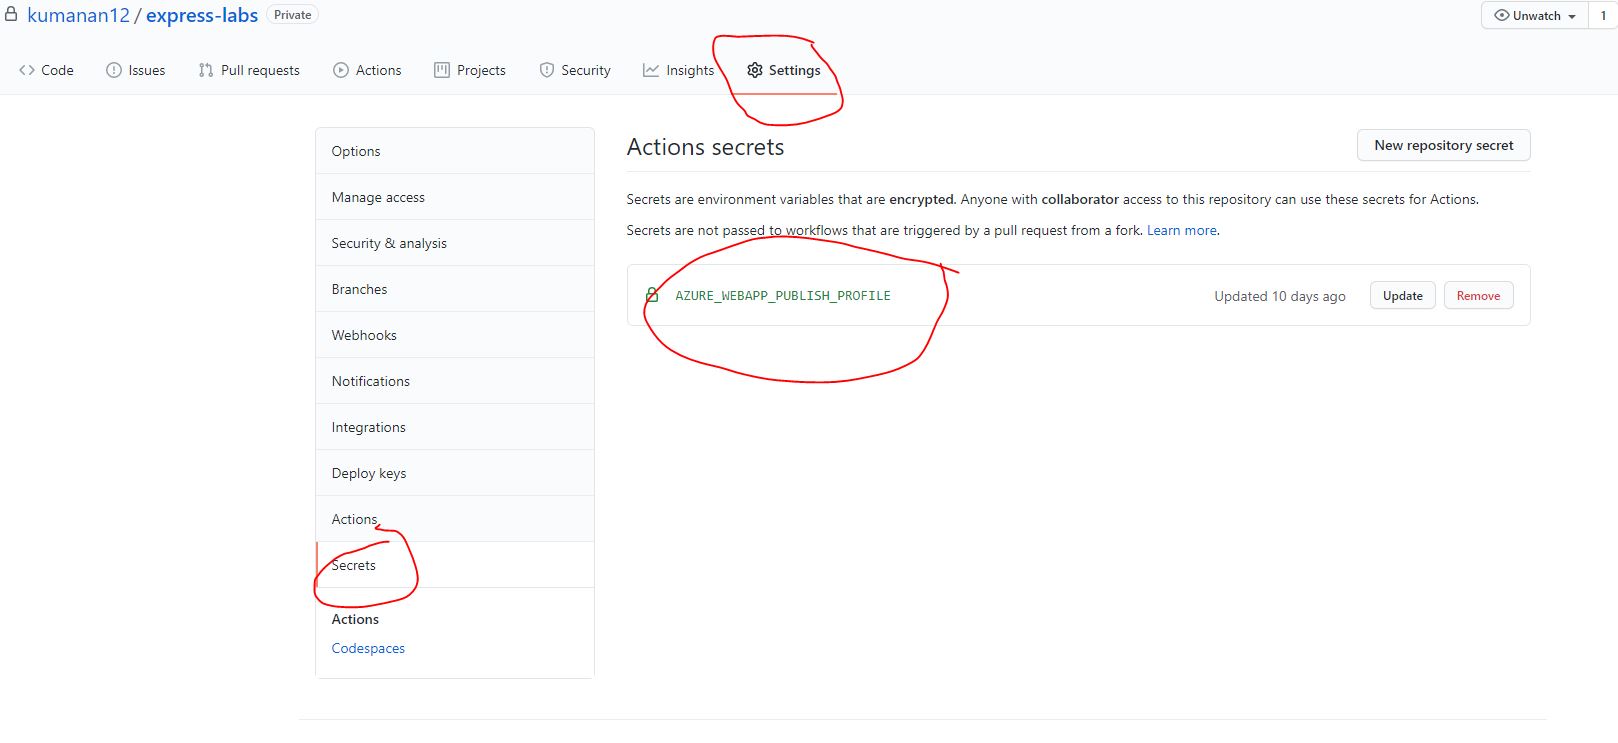 kumanan12 / express-labs Private Unwatch 1
Code Issues Pull requests Actions Projects Security Insights Settings
Options
Manage access
Security & analysis
Branches
Webhooks
Notifications
Integrations
Deploy keys
Actions
Secrets
Actions
Codespaces
Actions secrets New repository secret
Secrets are environment variables that are encrypted. Anyone with collaborator access to this repository can use these secrets for Actions.
Secrets are not passed to workflows that are triggered by a pull request from a fork. Learn more.
AZURE_WEBAPP_PUBLISH_PROFILE Updated 10 days ago Update Remove